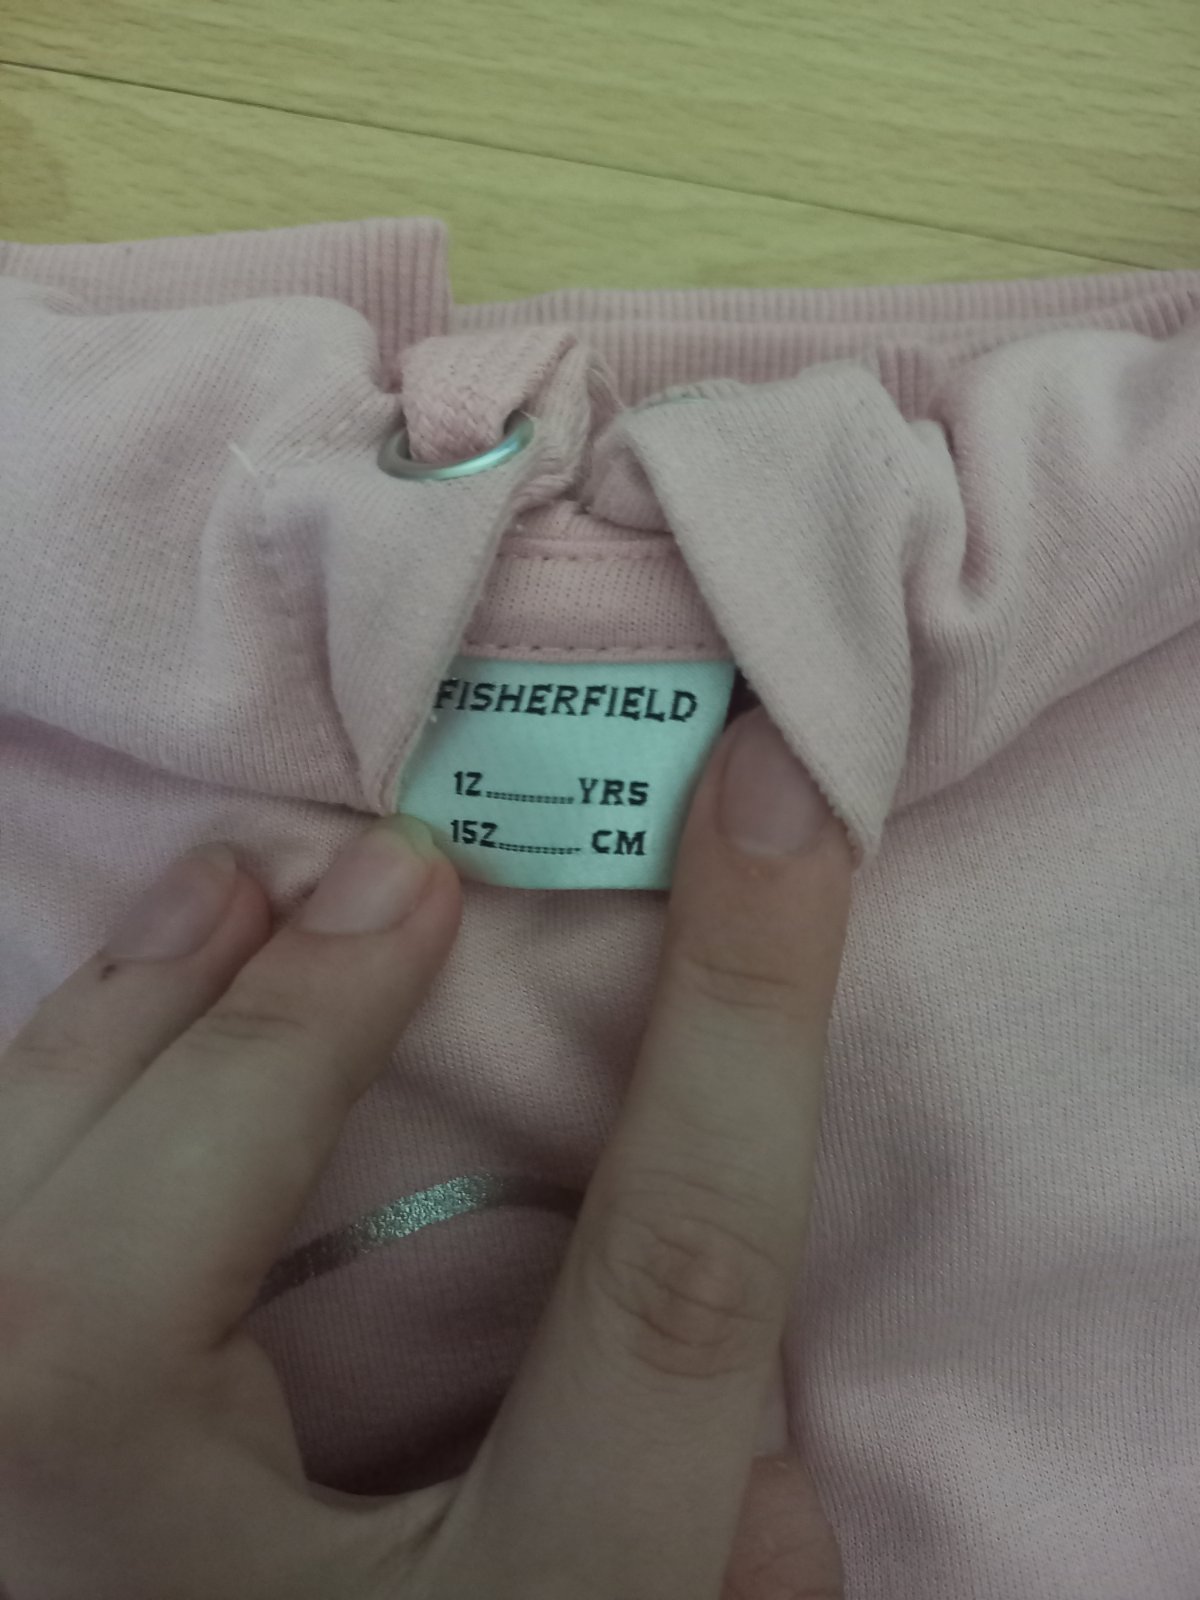 FISHERFIELD
12............YRS
152........... CM